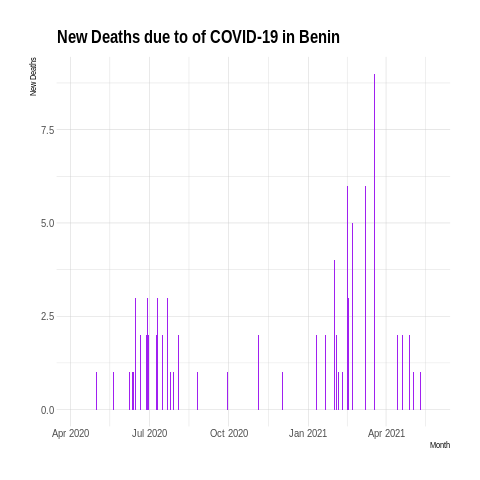 New Deaths due to of COVID-19 in Benin
New Deaths
7.5
5.0
2.5
0.0
Apr 2020 Jul 2020 Oct 2020 Jan 2021 Apr 2021
Month